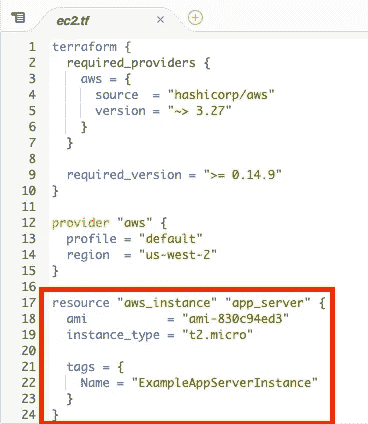 ec2.tf
1 terraform {
2   required_providers {
3     aws = {
4       source  = "hashicorp/aws"
5       version = "~> 3.27"
6     }
7   }
8
9   required_version = ">= 0.14.9"
10 }
11
12 provider "aws" {
13   profile = "default"
14   region  = "us-west-2"
15 }
16
17 resource "aws_instance" "app_server" {
18   ami           = "ami-830c94ed3"
19   instance_type = "t2.micro"
20
21   tags = {
22     Name = "ExampleAppServerInstance"
23   }
24 }